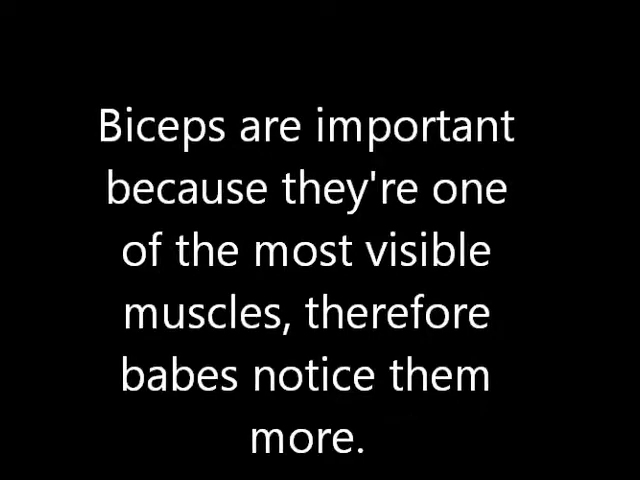 Biceps are important
because they're one
of the most visible
muscles, therefore
babes notice them
more.